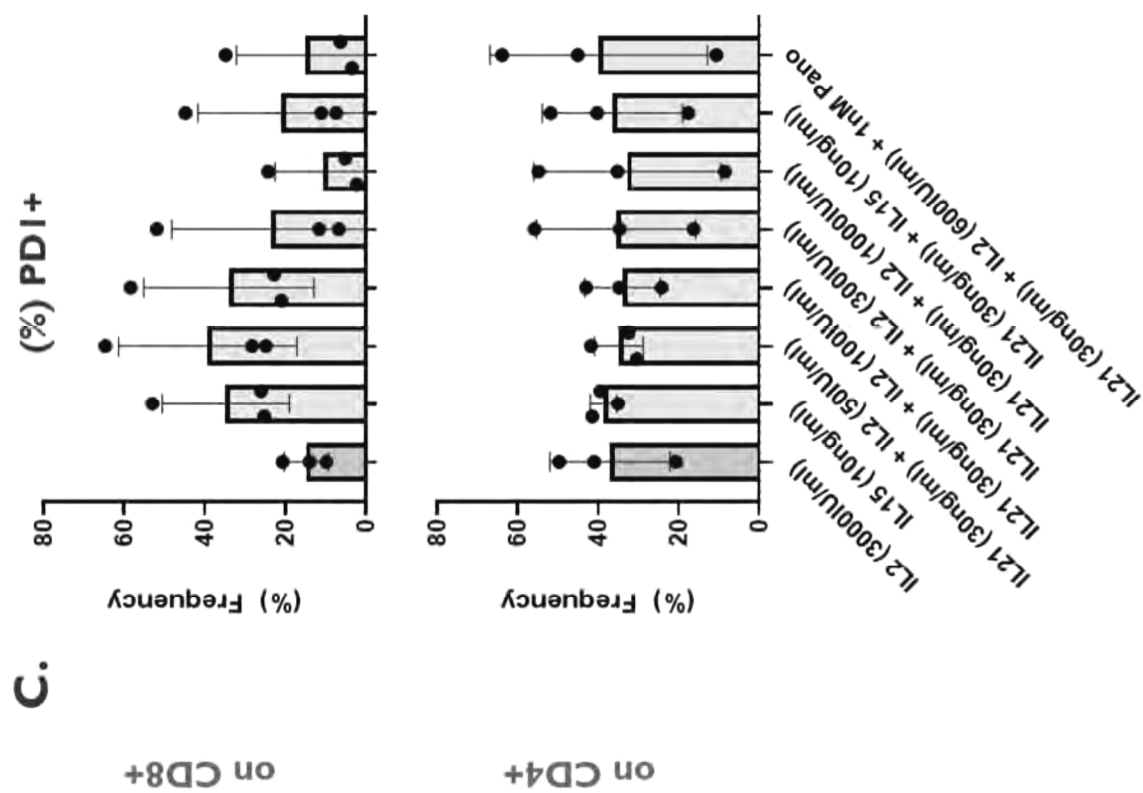 C.
(%) PD1+
on CD8+
(%) Frequency
80
60
40
20
0
on CD4+
(%) Frequency
80
60
40
20
0
IL2 (3000IU/ml)
IL15 (10ng/ml)
IL21 (30ng/ml) + IL2 (50IU/ml)
IL21 (30ng/ml) + IL2 (100IU/ml)
IL21 (30ng/ml) + IL2 (300IU/ml)
IL21 (30ng/ml) + IL2 (1000IU/ml)
IL21 (30ng/ml) + IL15 (10ng/ml)
IL21 (30ng/ml) + IL2 (600IU/ml) + 1nM Pano